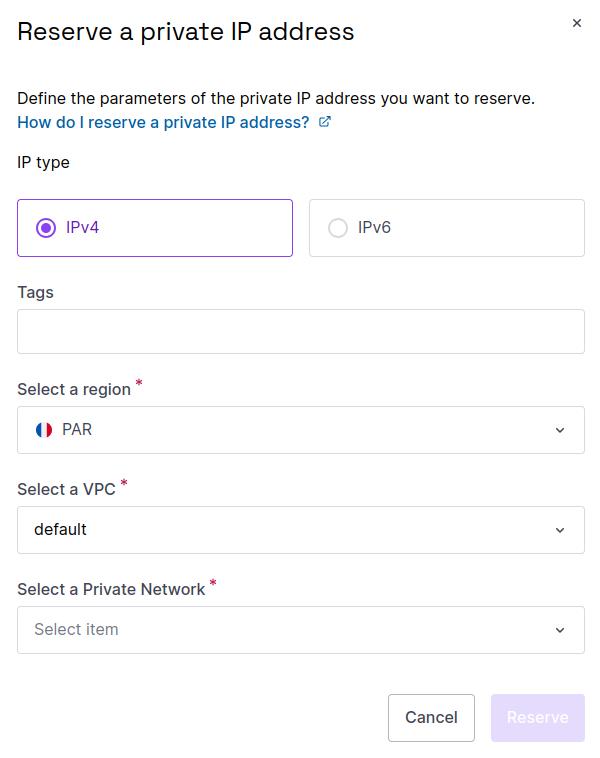 Reserve a private IP address
Define the parameters of the private IP address you want to reserve.
How do I reserve a private IP address?
IP type
IPv4
IPv6
Tags
Select a region *
PAR
Select a VPC *
default
Select a Private Network *
Select item
Cancel
Reserve